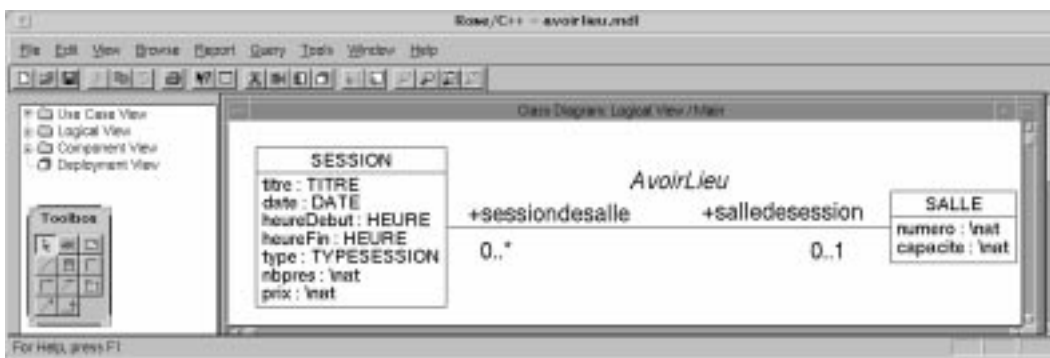 Rose/C++ - avoirlieu.mdl
File Edit View Browse Report Query Tools Window Help
Use Case View
Logical View
Component View
Deployment View
Toolbox
Class Diagram: Logical View / Main
SESSION
titre : TITRE
date : DATE
heureDebut : HEURE
heureFin : HEURE
type : TYPESESSION
nbpres : \nat
prix : \nat
AvoirLieu
+sessiondesalle
+salledesession
0..*
0..1
SALLE
numero : \nat
capacite : \nat
For Help, press F1